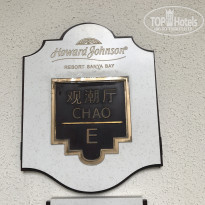 TOP Hotels
Howard Johnson
RESORT SANYA BAY
观潮厅
CHAO
E